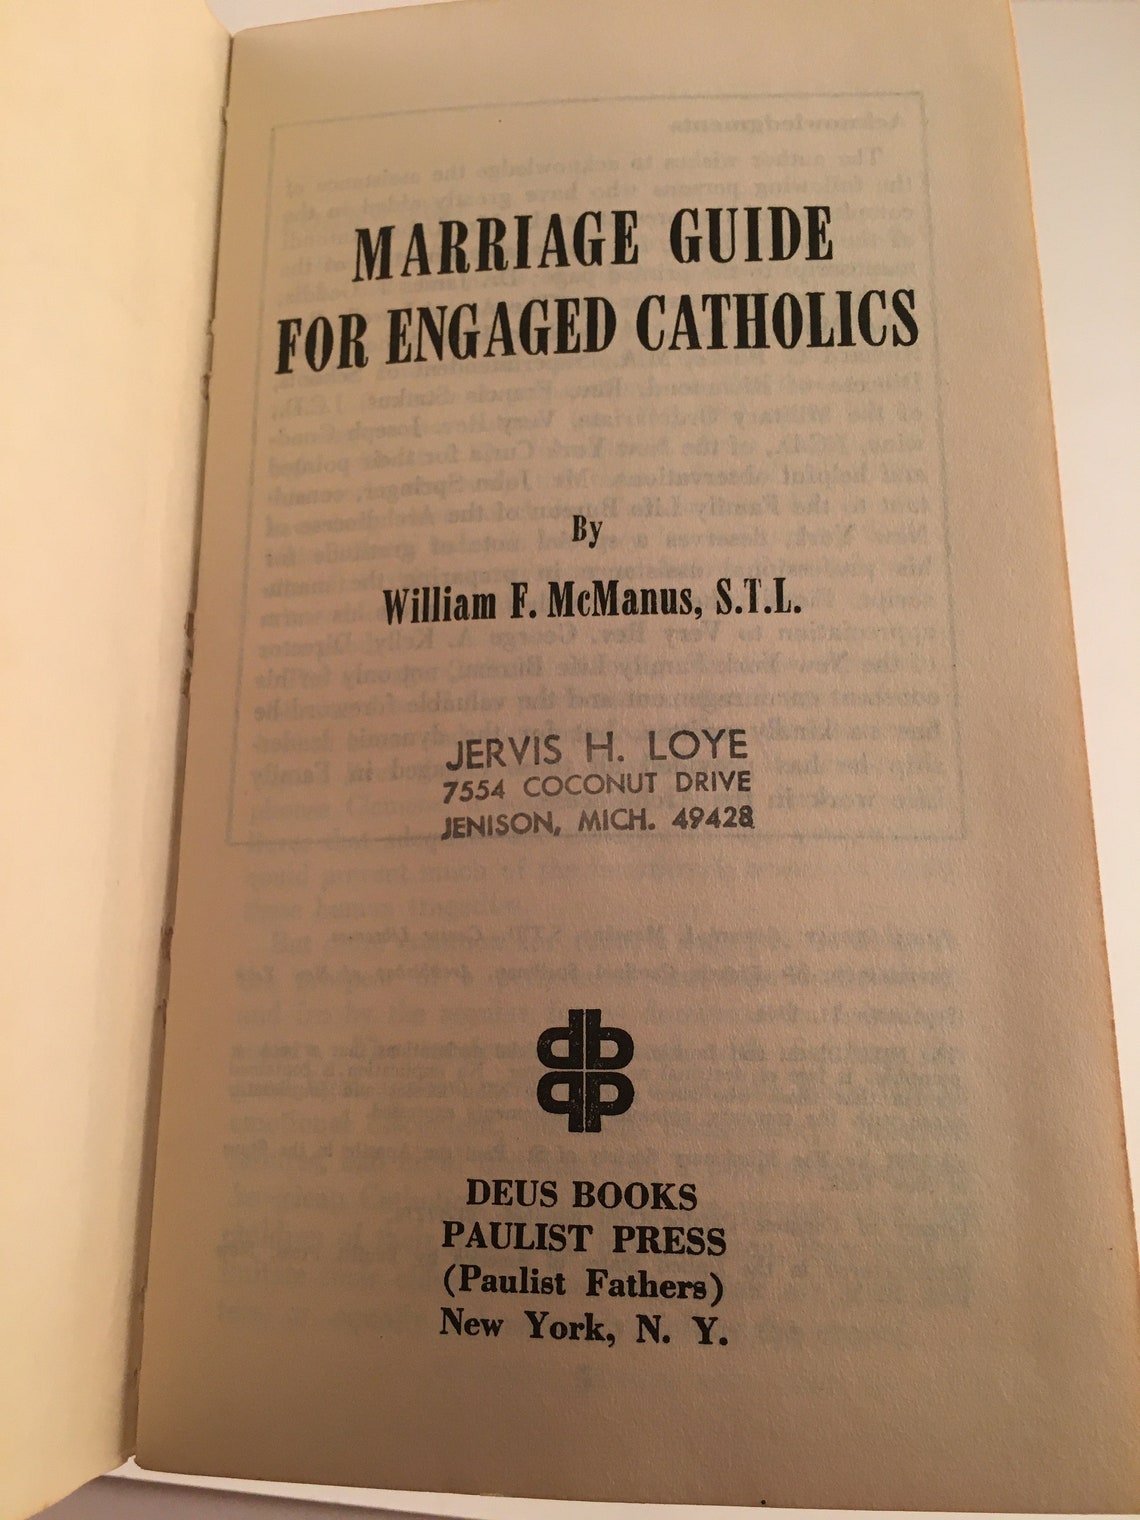 MARRIAGE GUIDE
FOR ENGAGED CATHOLICS
By
William F. McManus, S.T.L.
JERVIS H. LOYE
7554 COCONUT DRIVE
JENISON, MICH. 49428
DEUS BOOKS
PAULIST PRESS
(Paulist Fathers)
New York, N. Y.